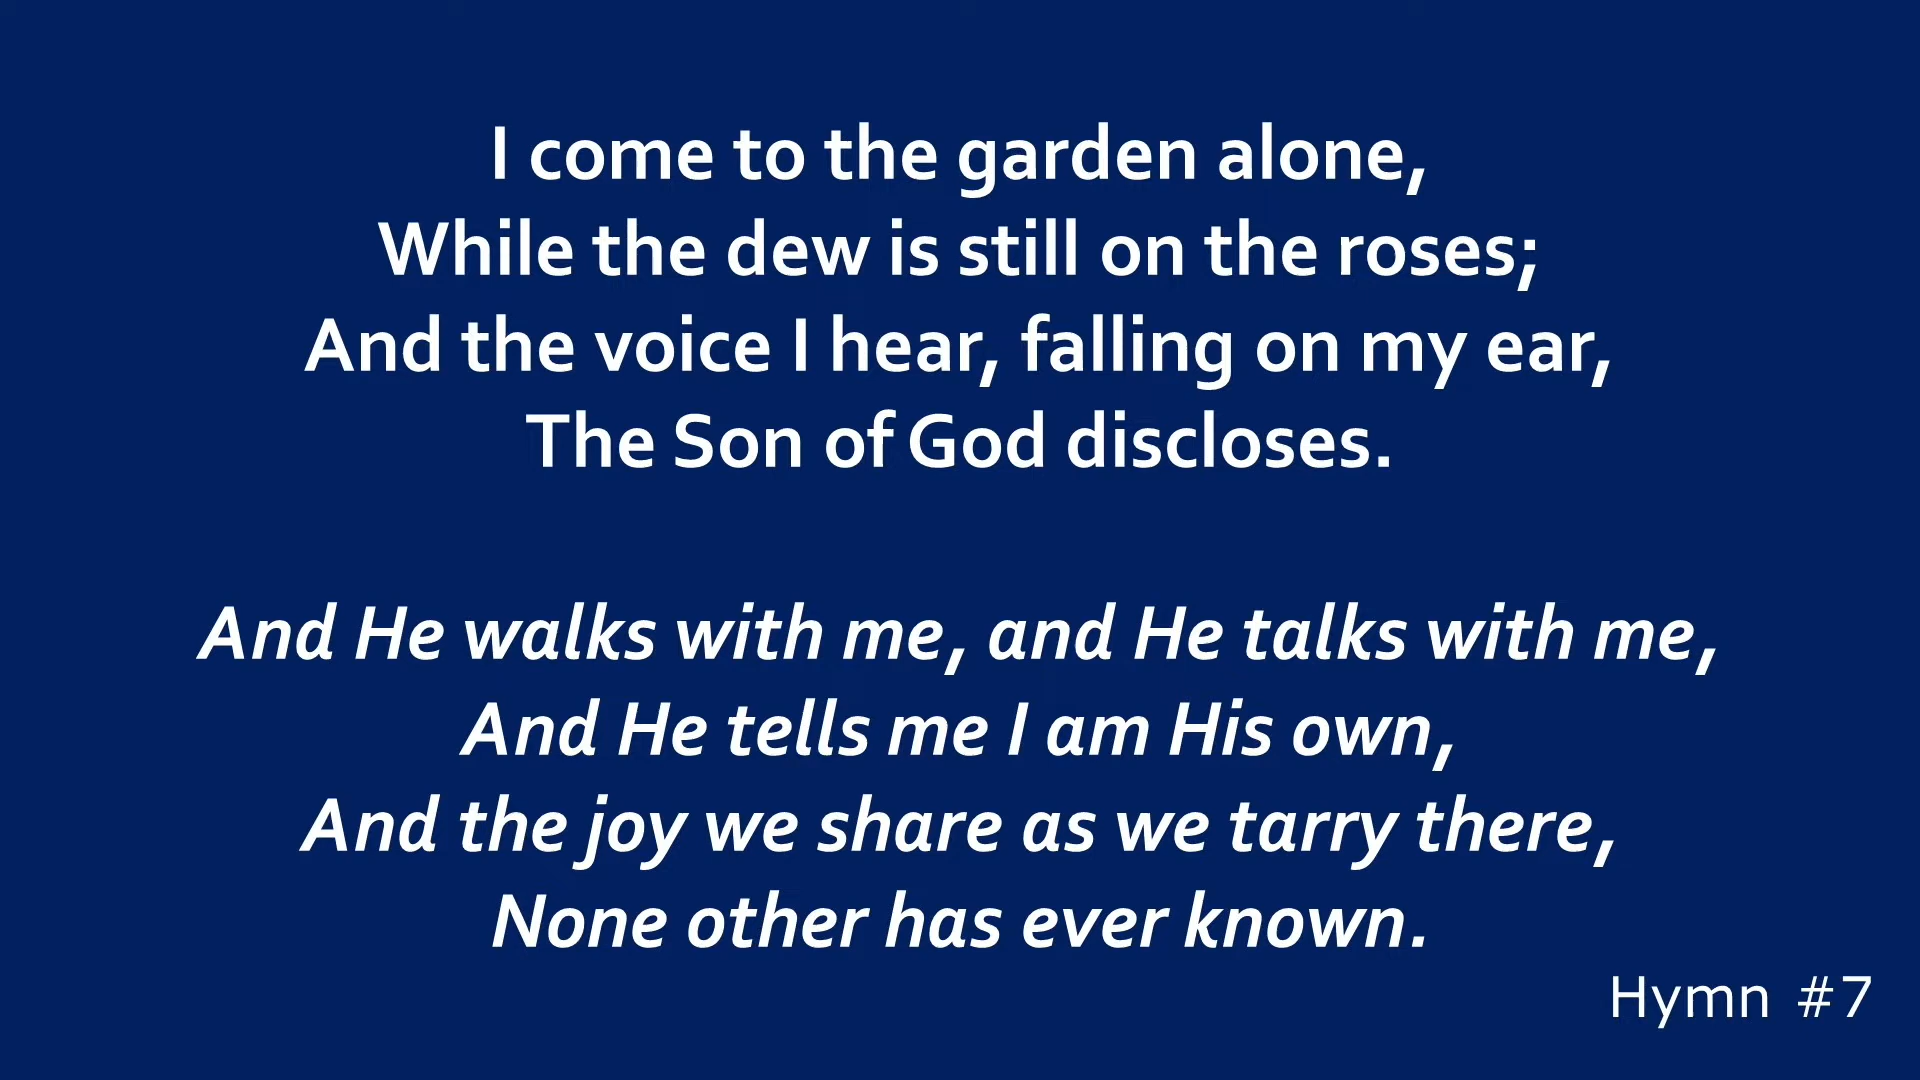 I come to the garden alone,
While the dew is still on the roses;
And the voice I hear, falling on my ear,
The Son of God discloses.
And He walks with me, and He talks with me,
And He tells me I am His own,
And the joy we share as we tarry there,
None other has ever known.
Hymn #7